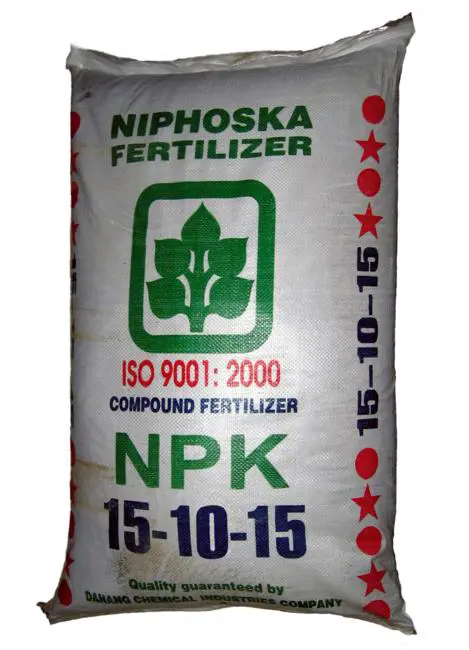 NIPHOSKA
FERTILIZER
ISO 9001: 2000
COMPOUND FERTILIZER
NPK
15-10-15
Quality guaranteed by
DANANG CHEMICAL INDUSTRIES COMPANY
15-10-15